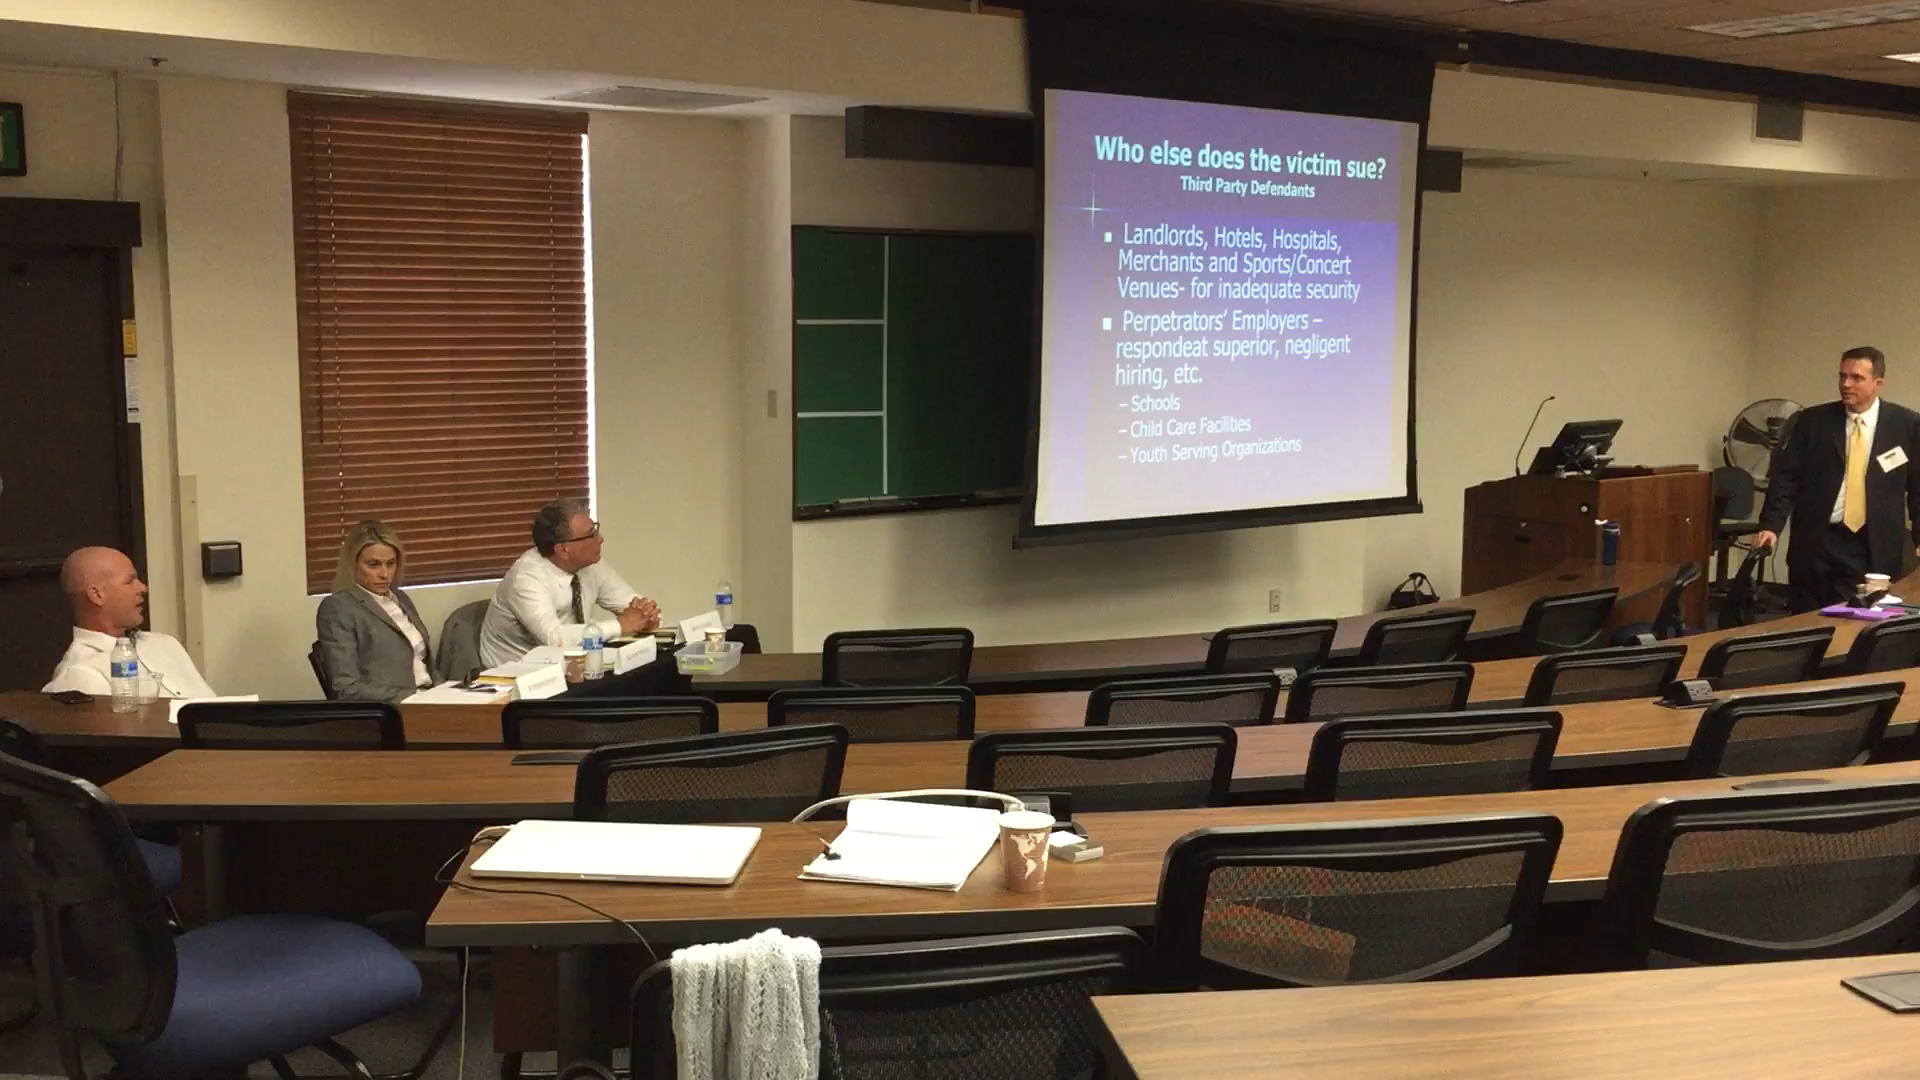 Who else does the victim sue?
Third Party Defendants
▪ Landlords, Hotels, Hospitals,
Merchants and Sports/Concert
Venues- for inadequate security
▪ Perpetrators' Employers –
respondeat superior, negligent
hiring, etc.
– Schools
– Child Care Facilities
– Youth Serving Organizations